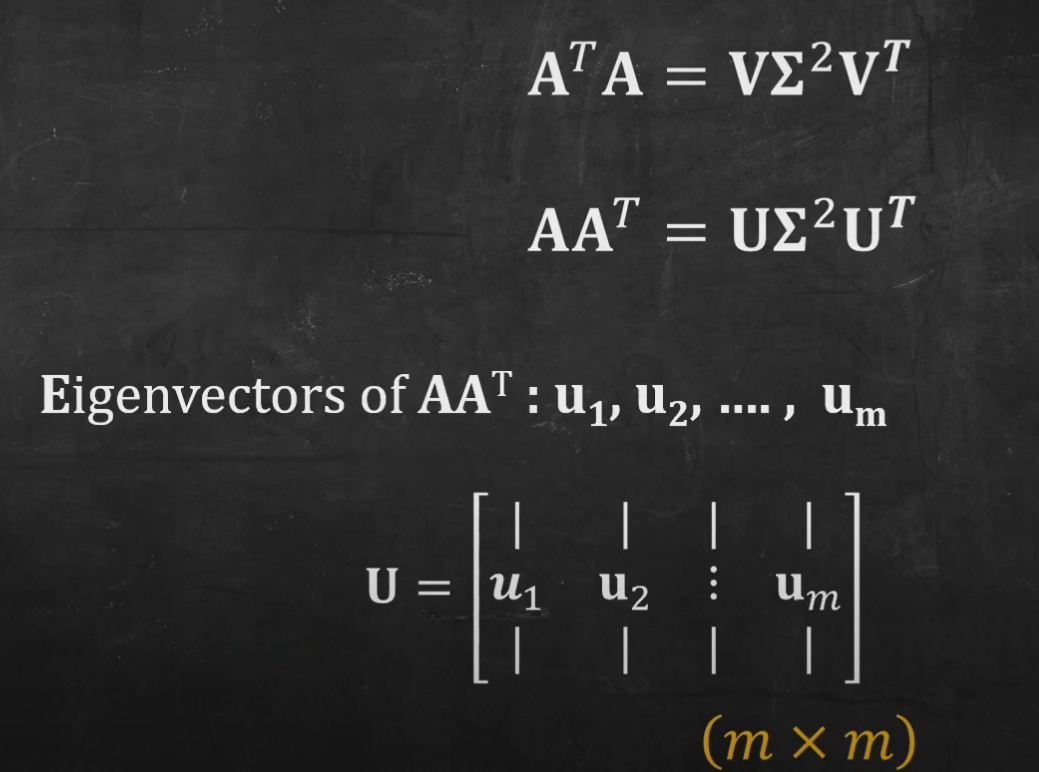 AᵀA = VΣ²Vᵀ
AAᵀ = UΣ²Uᵀ
Eigenvectors of AAᵀ : u₁, u₂, .... , uₘ
U = [ | | | |
u₁ u₂ ⋮ uₘ
| | | | ]
(m × m)